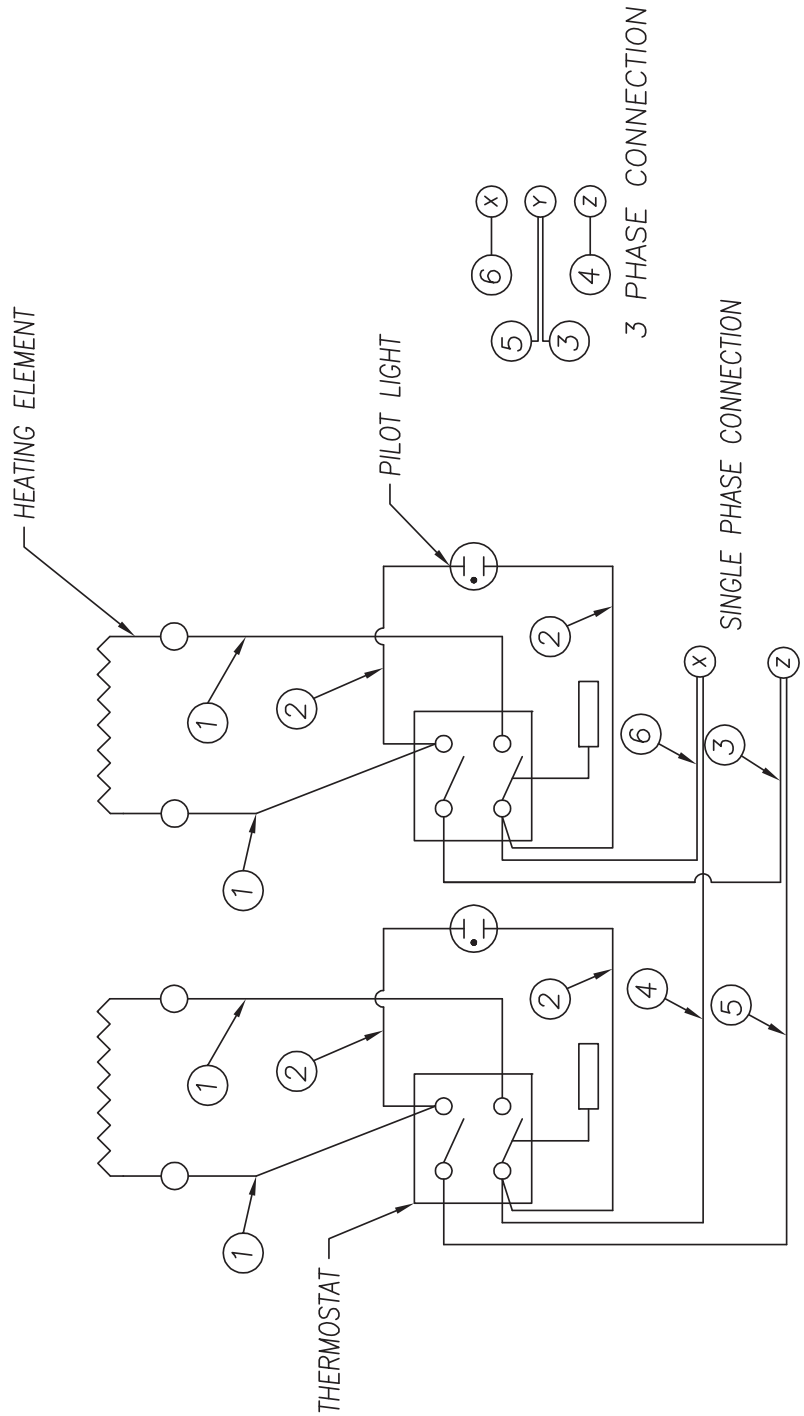 HEATING ELEMENT
1
1
2
PILOT LIGHT
2
1
1
2
2
THERMOSTAT
6
3
4
5
X
Z
SINGLE PHASE CONNECTION
6
X
5
Y
3
4
Z
3 PHASE CONNECTION